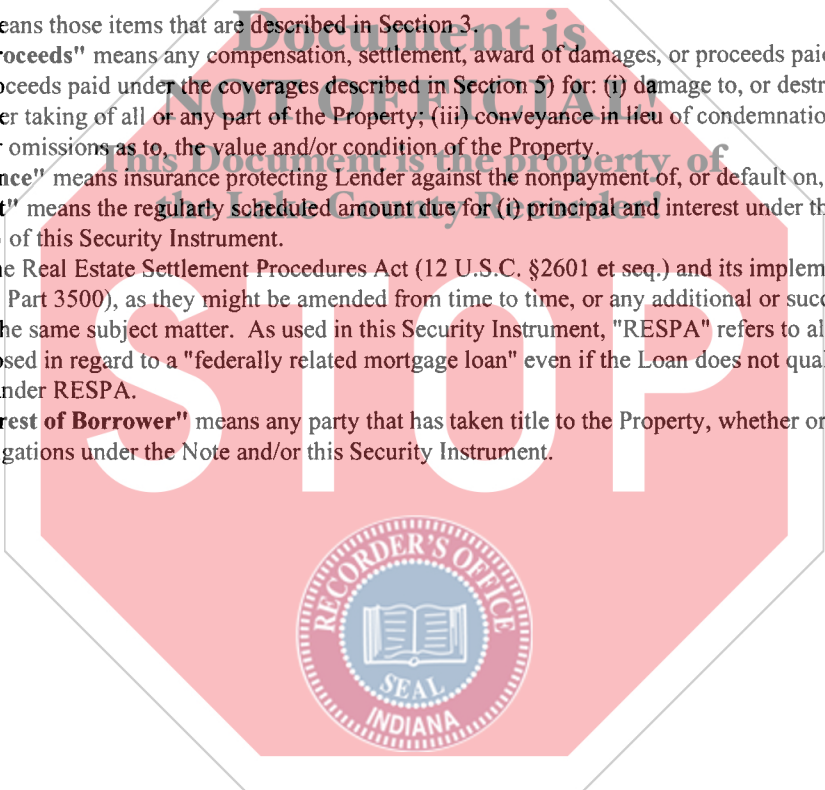 eans those items that are described in Section 3.
Document is
roceeds" means any compensation, settlement, award of damages, or proceeds paid
oceeds paid under the coverages described in Section 5) for: (i) damage to, or destr
NOT OFFICIAL!
er taking of all or any part of the Property; (iii) conveyance in lieu of condemnatio
r omissions as to, the value and/or condition of the Property.
This Document is the property of
nce" means insurance protecting Lender against the nonpayment of, or default on,
the Lake County Recorder!
t" means the regularly scheduled amount due for (i) principal and interest under th
of this Security Instrument.
e Real Estate Settlement Procedures Act (12 U.S.C. §2601 et seq.) and its implem
Part 3500), as they might be amended from time to time, or any additional or succ
he same subject matter. As used in this Security Instrument, "RESPA" refers to al
osed in regard to a "federally related mortgage loan" even if the Loan does not qual
nder RESPA.
rest of Borrower" means any party that has taken title to the Property, whether or
gations under the Note and/or this Security Instrument.
STOP
RECORDER'S OFFICE
SEAL
INDIANA